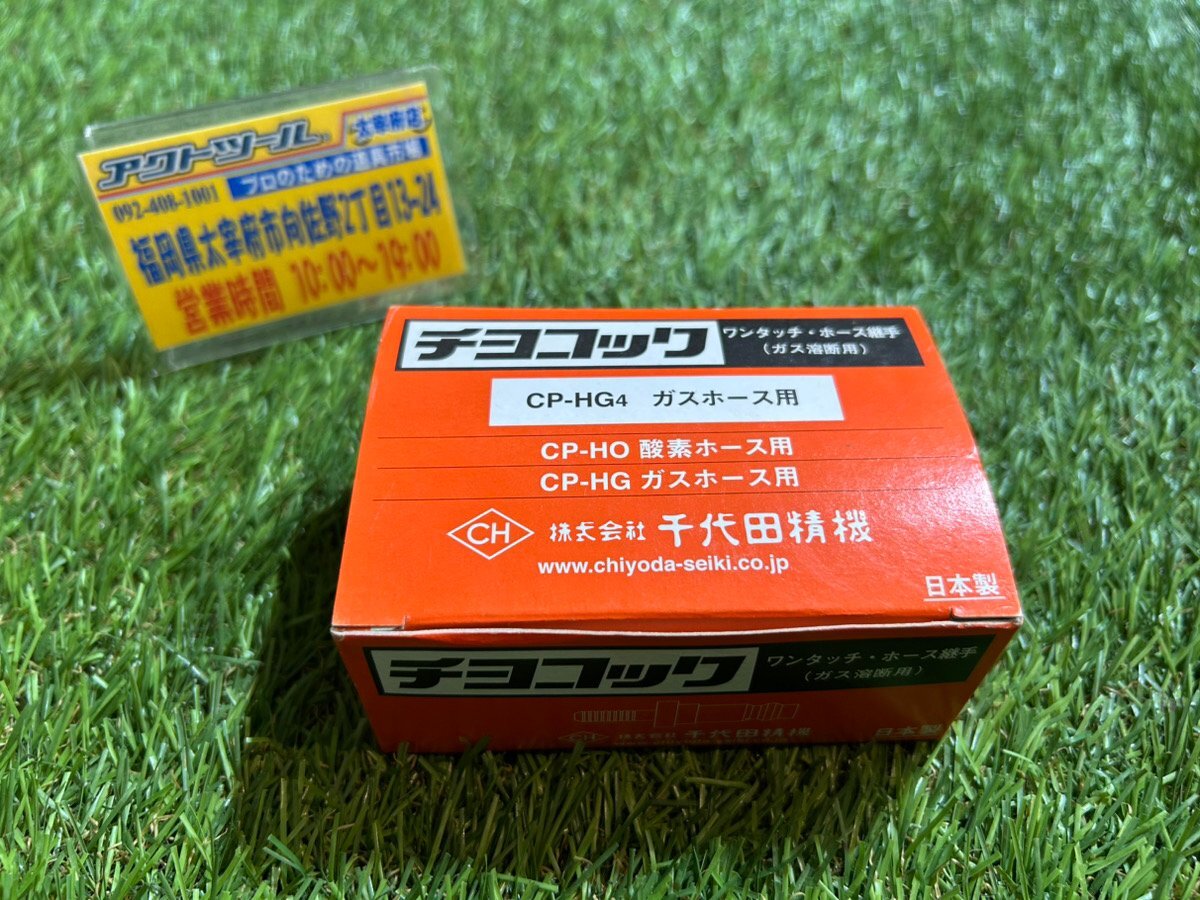 アクトツール 太宰府店
092-408-1001 プロのための道具市場
福岡県太宰府市向佐野2丁目13-24
営業時間 10:00~19:00
チヨコック ワンタッチ・ホース継手
(ガス溶断用)
CP-HG4 ガスホース用
CP-HO 酸素ホース用
CP-HG ガスホース用
CH 株式会社 千代田精機
www.chiyoda-seiki.co.jp
日本製
チヨコック ワンタッチ・ホース継手
(ガス溶断用)
CH 株式会社 千代田精機 日本製